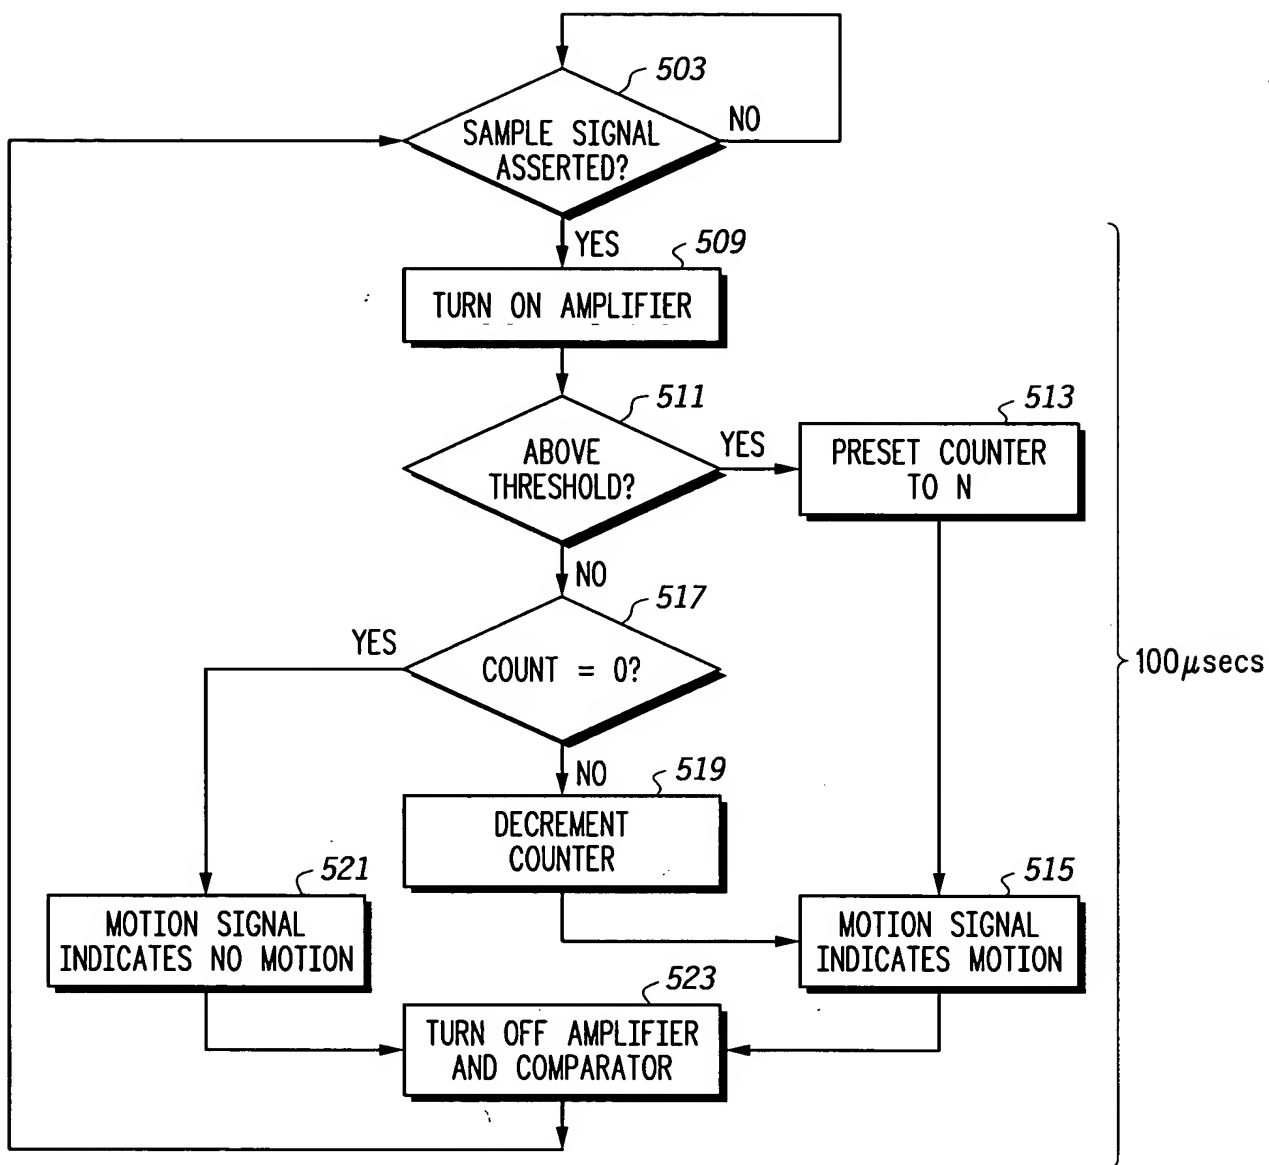 503
SAMPLE SIGNAL
ASSERTED?
NO
YES
509
TURN ON AMPLIFIER
511
ABOVE
THRESHOLD?
YES
513
PRESET COUNTER
TO N
NO
517
YES
COUNT = 0?
100μsecs
NO
519
DECREMENT
COUNTER
521
MOTION SIGNAL
INDICATES NO MOTION
515
MOTION SIGNAL
INDICATES MOTION
523
TURN OFF AMPLIFIER
AND COMPARATOR